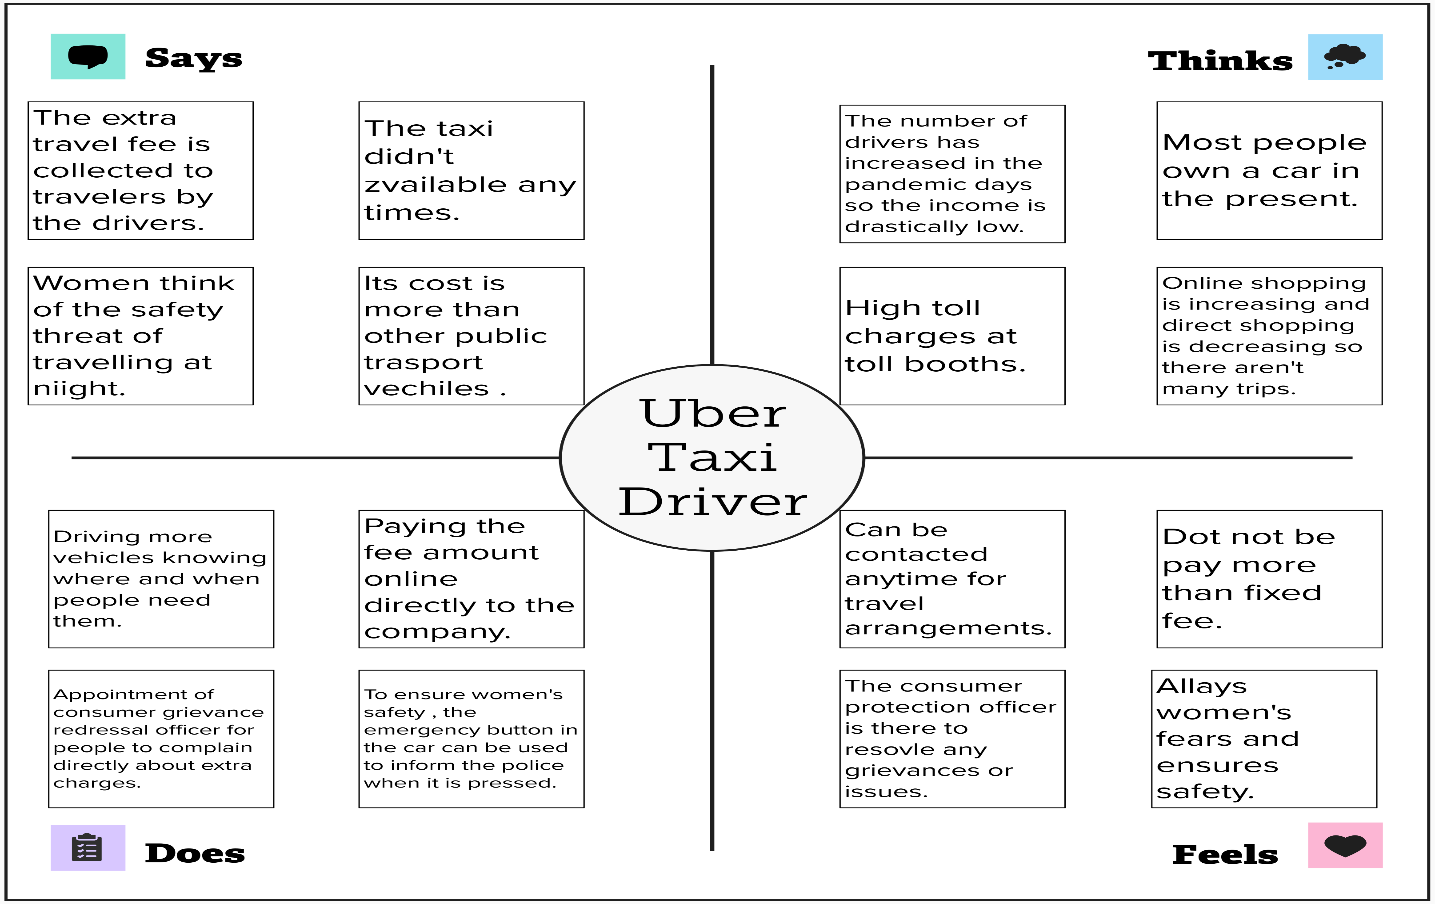 Says
The extra
travel fee is
collected to
travelers by
the drivers.
The taxi
didn't
zvailable any
times.
Women think
of the safety
threat of
travelling at
niight.
Its cost is
more than
other public
trasport
vechiles .
Thinks
The number of
drivers has
increased in the
pandemic days
so the income is
drastically low.
Most people
own a car in
the present.
High toll
charges at
toll booths.
Online shopping
is increasing and
direct shopping
is decreasing so
there aren't
many trips.
Uber
Taxi
Driver
Driving more
vehicles knowing
where and when
people need
them.
Paying the
fee amount
online
directly to the
company.
Appointment of
consumer grievance
redressal officer for
people to complain
directly about extra
charges.
To ensure women's
safety , the
emergency button in
the car can be used
to inform the police
when it is pressed.
Does
Can be
contacted
anytime for
travel
arrangements.
Dot not be
pay more
than fixed
fee.
The consumer
protection officer
is there to
resovle any
grievances or
issues.
Allays
women's
fears and
ensures
safety.
Feels